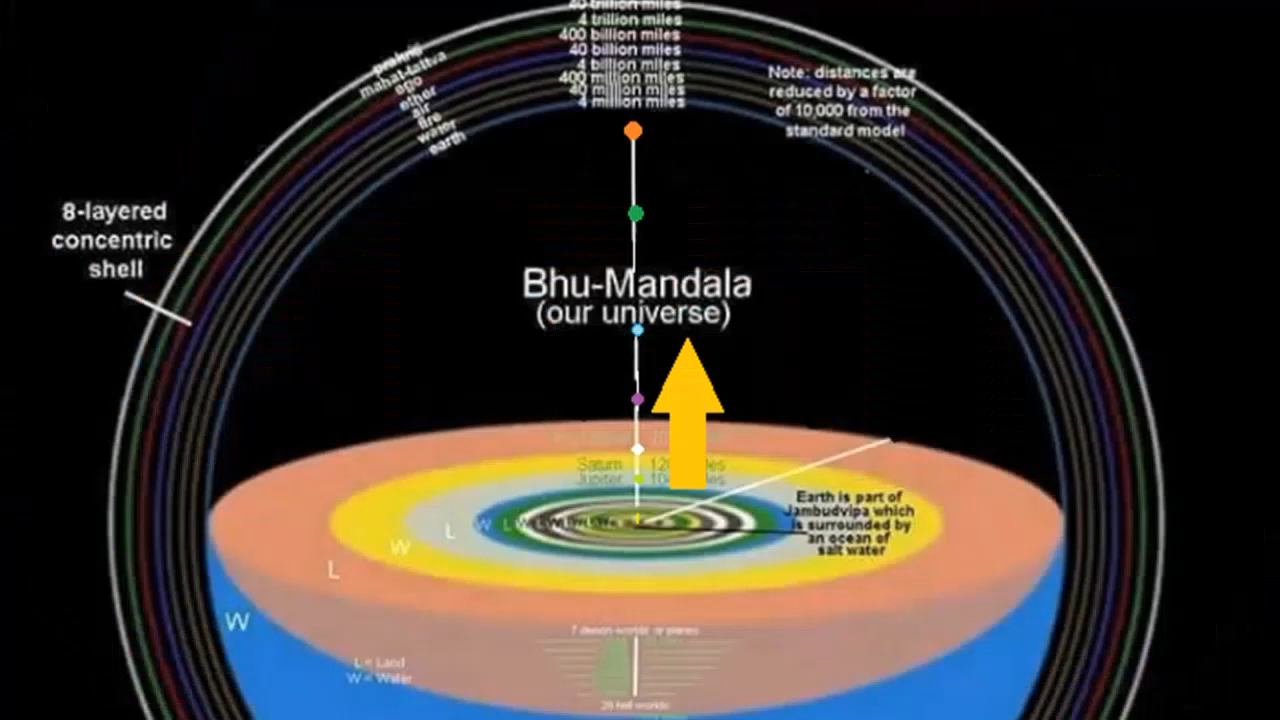 40 trillion miles
4 trillion miles
400 billion miles
40 billion miles
4 billion miles
400 million miles
40 million miles
4 million miles
prakriti
mahat-tattva
ego
ether
air
fire
water
earth
Note: distances are
reduced by a factor
of 10,000 from the
standard model
8-layered
concentric
shell
Bhu-Mandala
(our universe)
Saturn
Jupiter
Earth is part of
Jambudvipa which
is surrounded by
an ocean of
salt water
W
L
W
L
W
L
W
L = Land
W = Water
7 demon worlds or planes
28 hell worlds